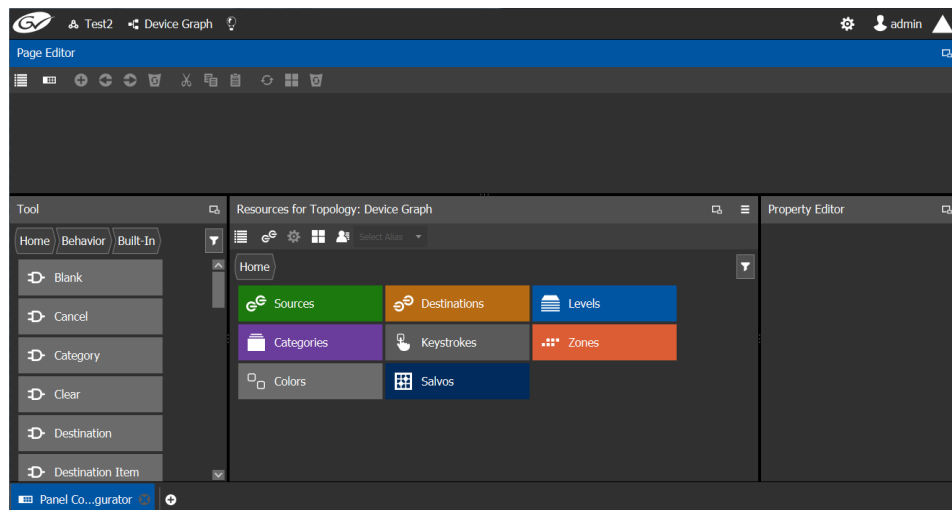 GV Test2 Device Graph admin
Page Editor
Tool
Home Behavior Built-In
Blank
Cancel
Category
Clear
Destination
Destination Item
Resources for Topology: Device Graph
Select Alias
Home
Sources Destinations Levels
Categories Keystrokes Zones
Colors Salvos
Property Editor
Panel Co...gurator